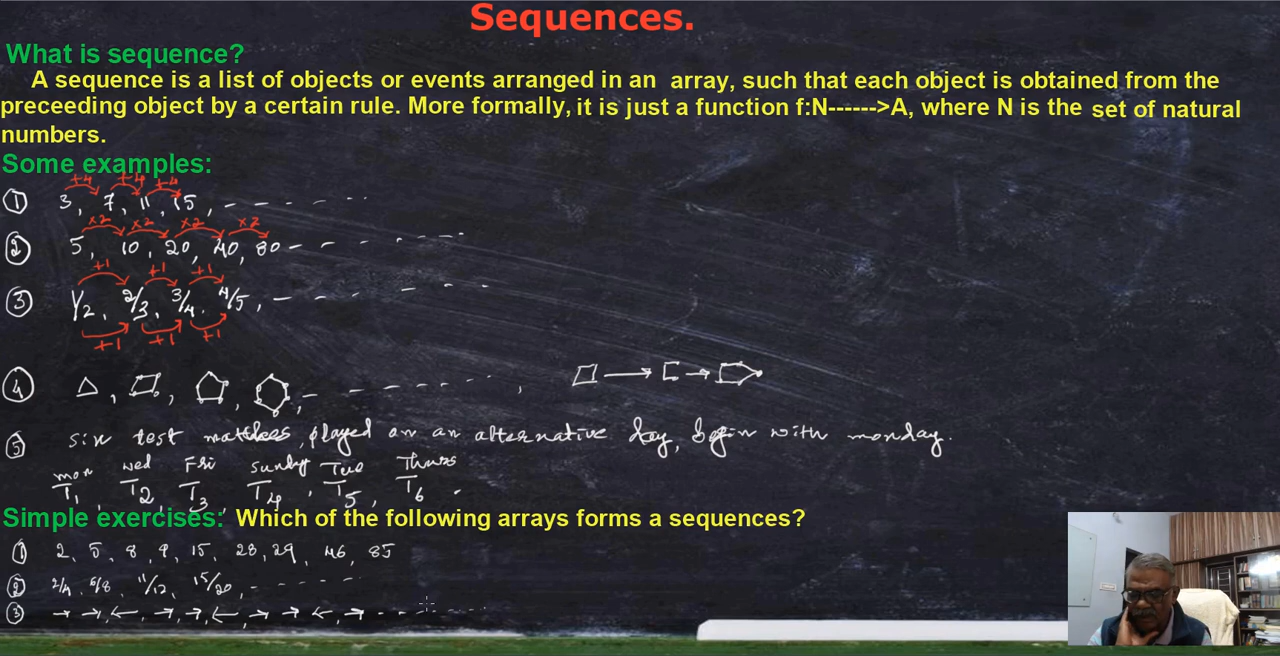 Sequences.
What is sequence?
A sequence is a list of objects or events arranged in an array, such that each object is obtained from the
preceeding object by a certain rule. More formally, it is just a function f:N------>A, where N is the set of natural
numbers.
Some examples:
+4 +4 +4
① 3, 7, 11, 15, - - - - - -
×2 ×2 ×2 ×2
② 5, 10, 20, 40, 80 - - - - - -
+1 +1 +1
③ 1/2, 2/3, 3/4, 4/5, - - - - - -
+1 +1 +1
④
⑤ six test matches, played on an alternative day, begin with monday.
mon wed Fri sunday Tue Thurs
T1, T2, T3, T4, T5, T6.
Simple exercises: Which of the following arrays forms a sequences?
① 2, 5, 8, 9, 15, 28, 29, 46, 85
② 2/4, 6/8, 11/12, 15/20, - - - - - -
③ → →, ←, →, →, ←, → → ← → - - - - - -